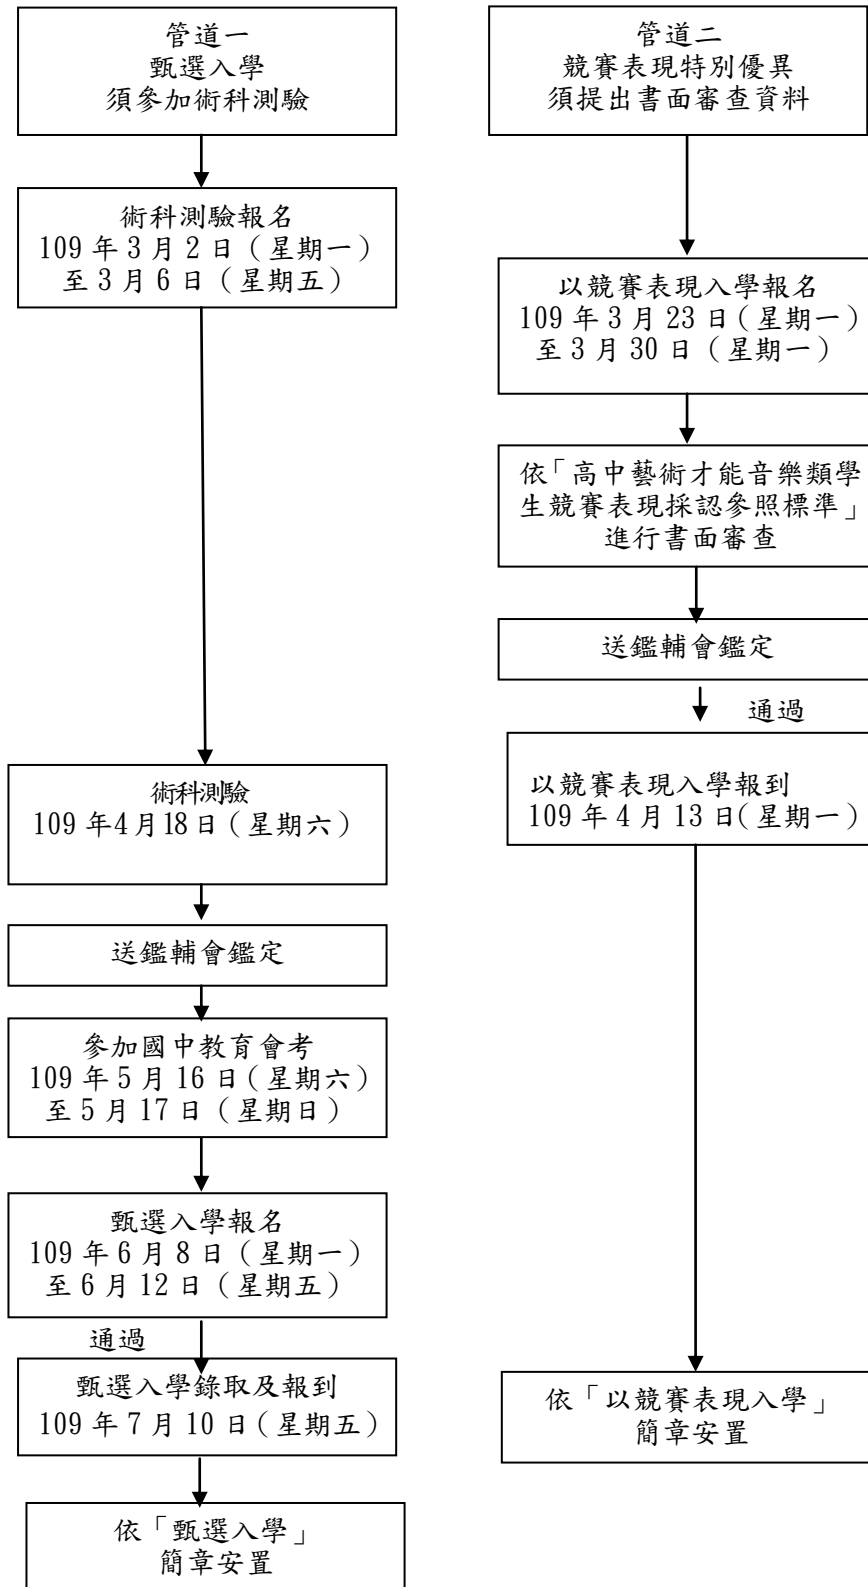 管道一
甄選入學
須參加術科測驗
術科測驗報名
109 年 3 月 2 日（星期一）
至 3 月 6 日（星期五）
術科測驗
109 年4 月18 日（星期六）
送鑑輔會鑑定
參加國中教育會考
109 年 5 月 16 日（星期六）
至 5 月 17 日（星期日）
甄選入學報名
109 年 6 月 8 日（星期一）
至 6 月 12 日（星期五）
通過
甄選入學錄取及報到
109 年 7 月 10 日（星期五）
依「甄選入學」
簡章安置
管道二
競賽表現特別優異
須提出書面審查資料
以競賽表現入學報名
109 年 3 月 23 日（星期一）
至 3 月 30 日（星期一）
依「高中藝術才能音樂類學
生競賽表現採認參照標準」
進行書面審查
送鑑輔會鑑定
通過
以競賽表現入學報到
109 年 4 月 13 日（星期一）
依「以競賽表現入學」
簡章安置